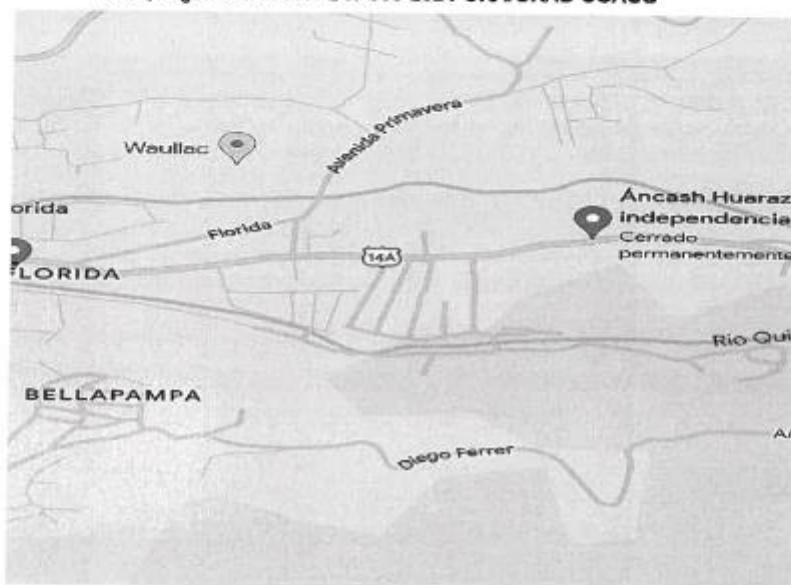 Avenida Primavera
Waullac
Áncash Huaraz
independencia
Cerrado
permanentemente
orida
Florida
14A
FLORIDA
Rio Qui
BELLAPAMPA
Diego Ferrer